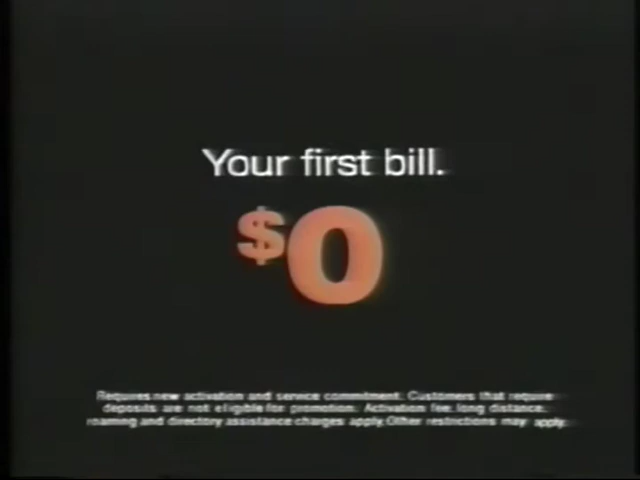 Your first bill.
$0
Requires new activation and service commitment. Customers that require
deposits are not eligible for promotion. Activation fee, long distance,
roaming and directory assistance charges apply. Other restrictions may apply.